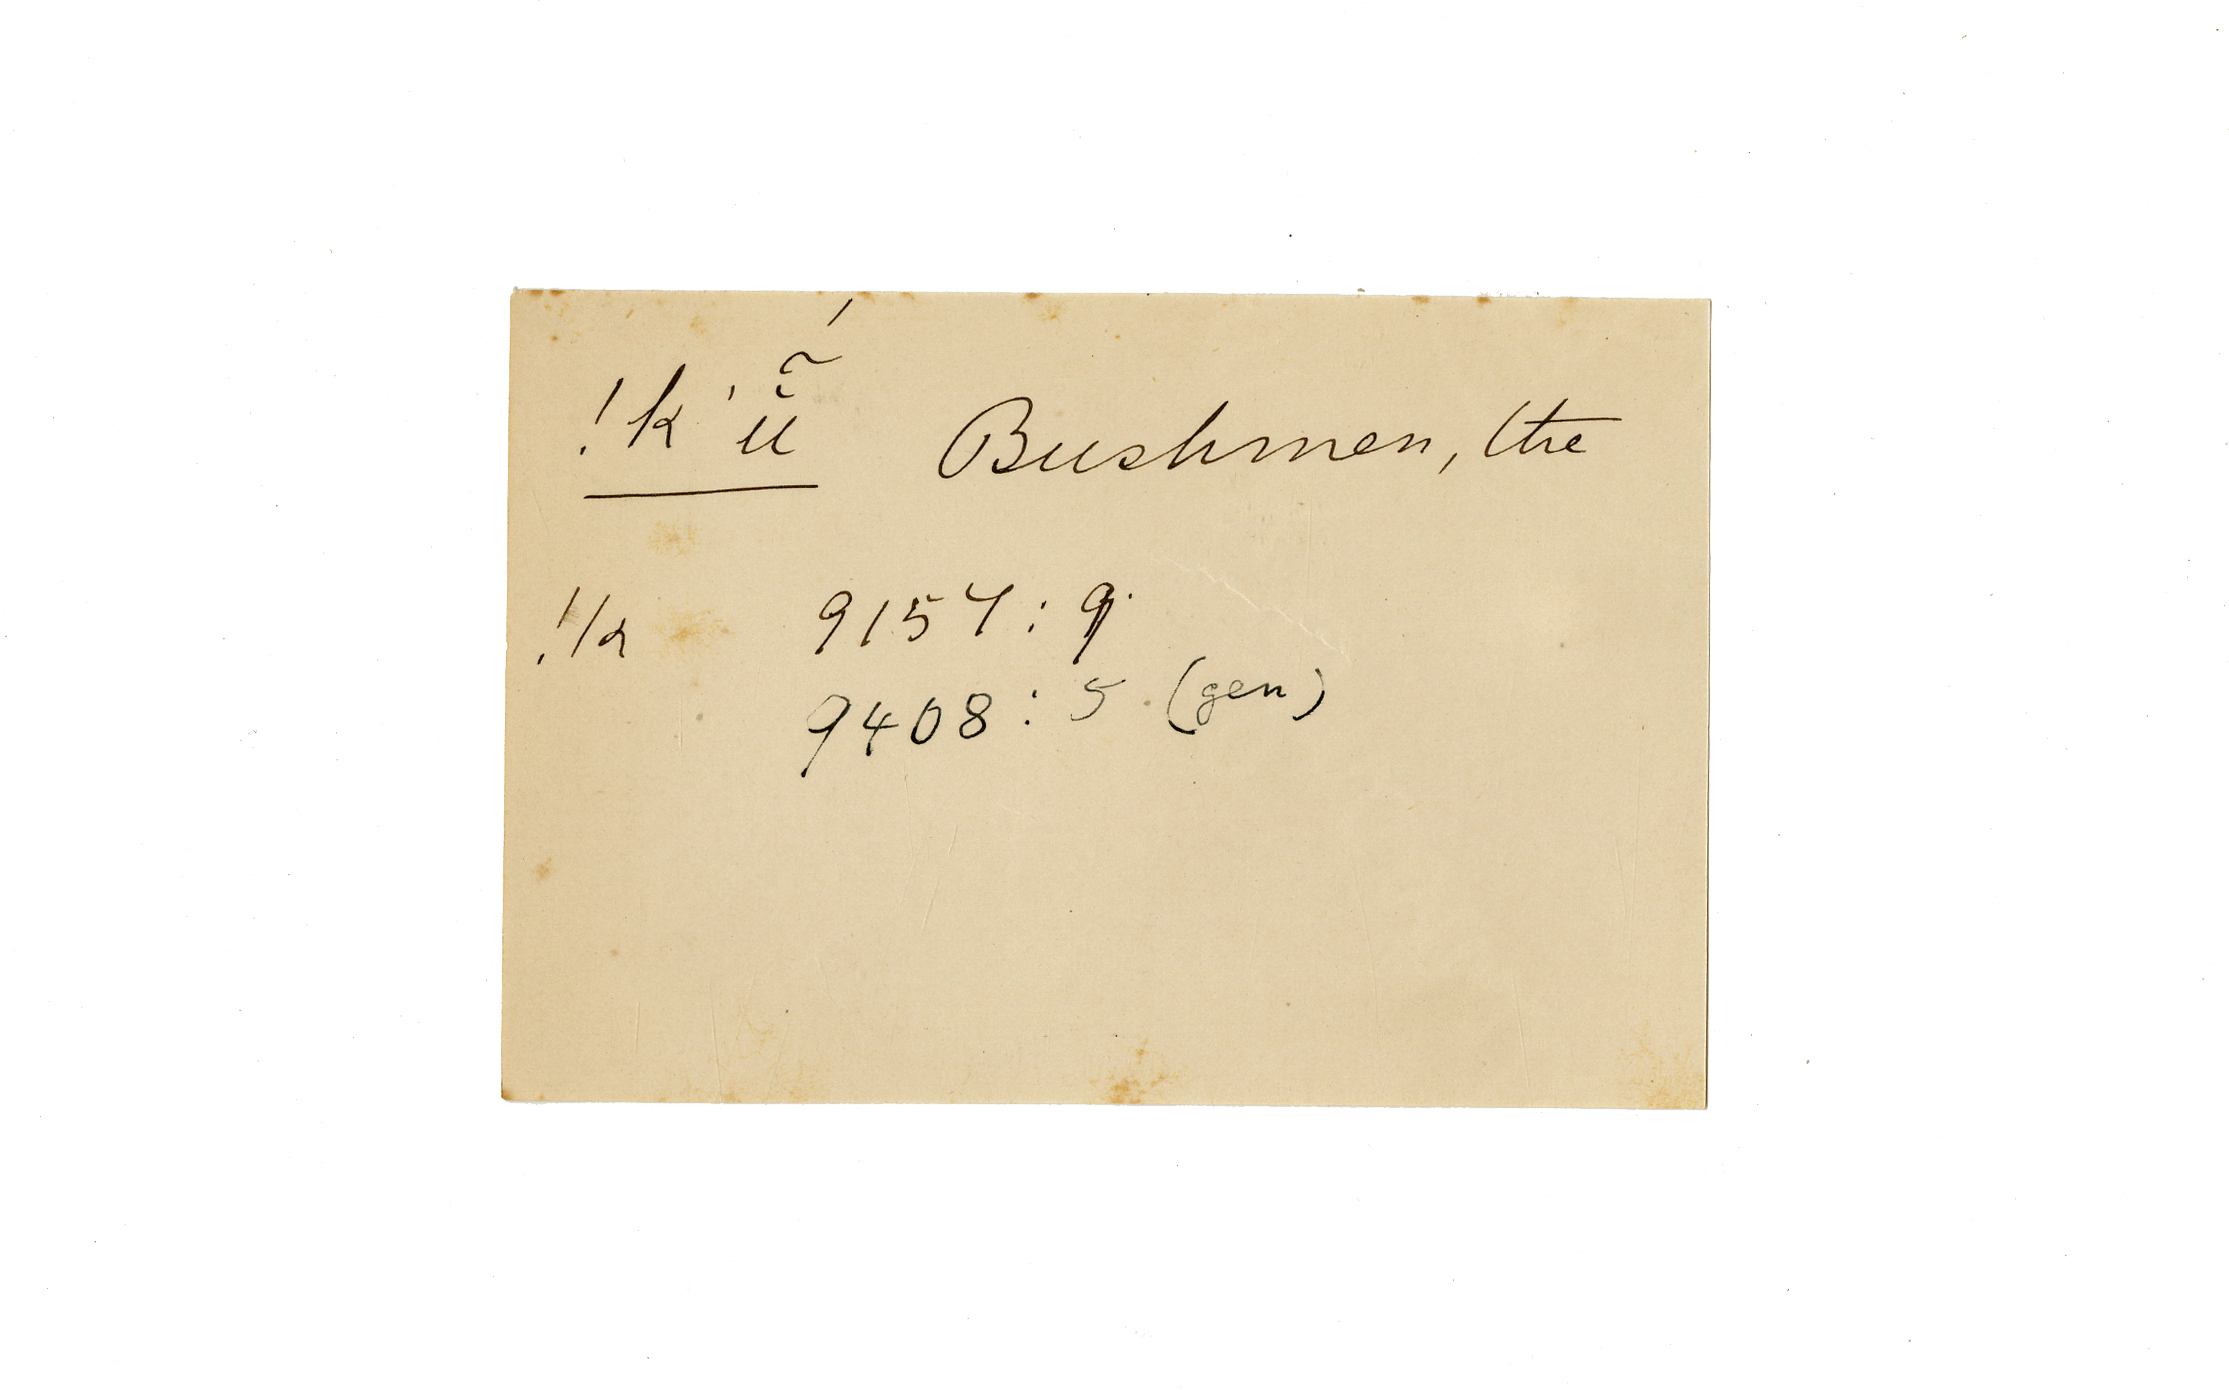 !k'ṹ̆ Bushmen, the
!k 9157 : 9.
9408 : 5. (gen)